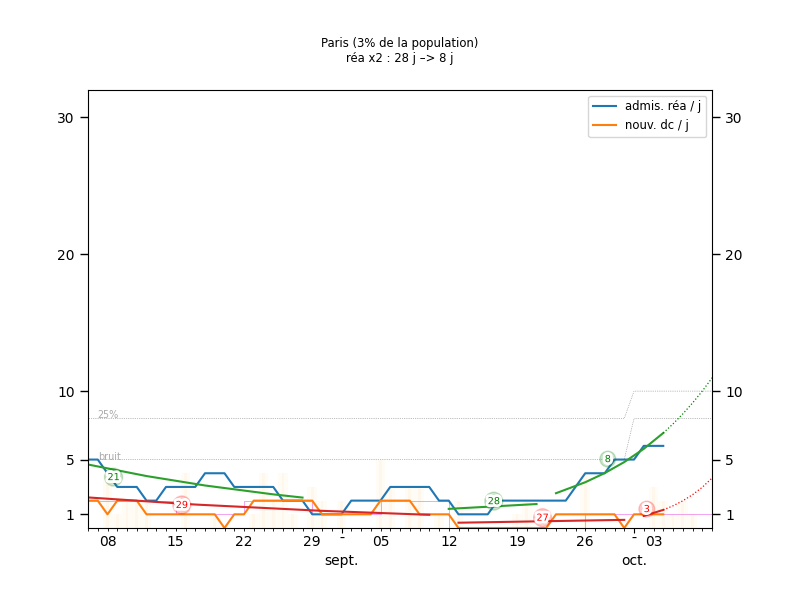 Paris (3% de la population)
réa x2 : 28 j –> 8 j
admis. réa / j
nouv. dc / j
30 30
20 20
10 10
25%
5 bruit 5
21
29
28
27
8
3
1 1
08 15 22 29 - 05 12 19 26 - 03
sept. oct.